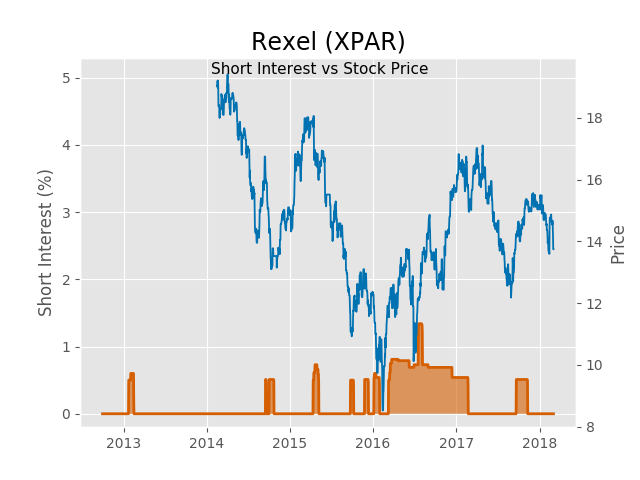 Rexel (XPAR)
Short Interest vs Stock Price
Short Interest (%)
5
4
3
2
1
0
Price
18
16
14
12
10
8
2013 2014 2015 2016 2017 2018